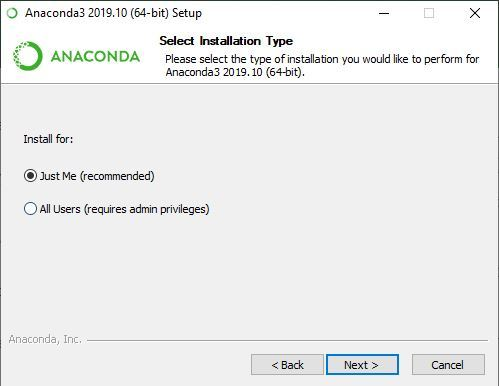 Anaconda3 2019.10 (64-bit) Setup
ANACONDA
Select Installation Type
Please select the type of installation you would like to perform for
Anaconda3 2019.10 (64-bit).
Install for:
Just Me (recommended)
All Users (requires admin privileges)
Anaconda, Inc.
< Back
Next >
Cancel